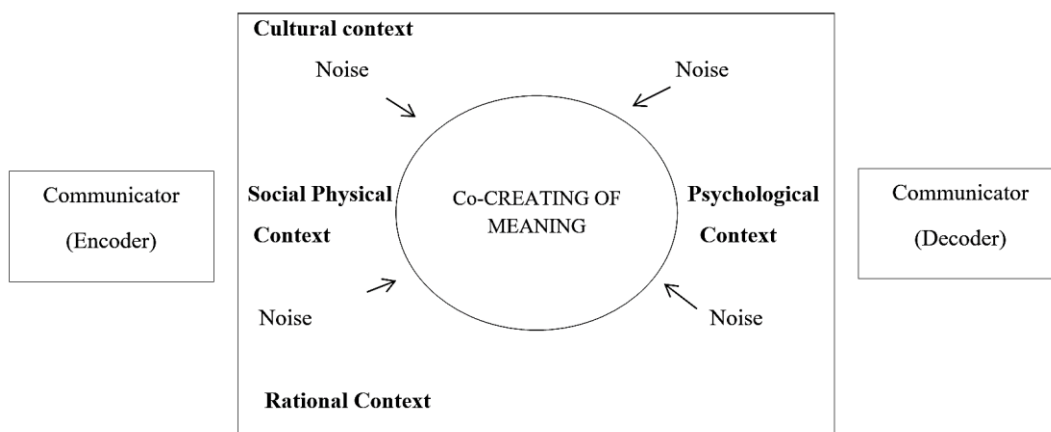 Cultural context
Noise
Noise
Communicator
(Encoder)
Social Physical
Context
Co-CREATING OF
MEANING
Psychological
Context
Communicator
(Decoder)
Noise
Noise
Rational Context